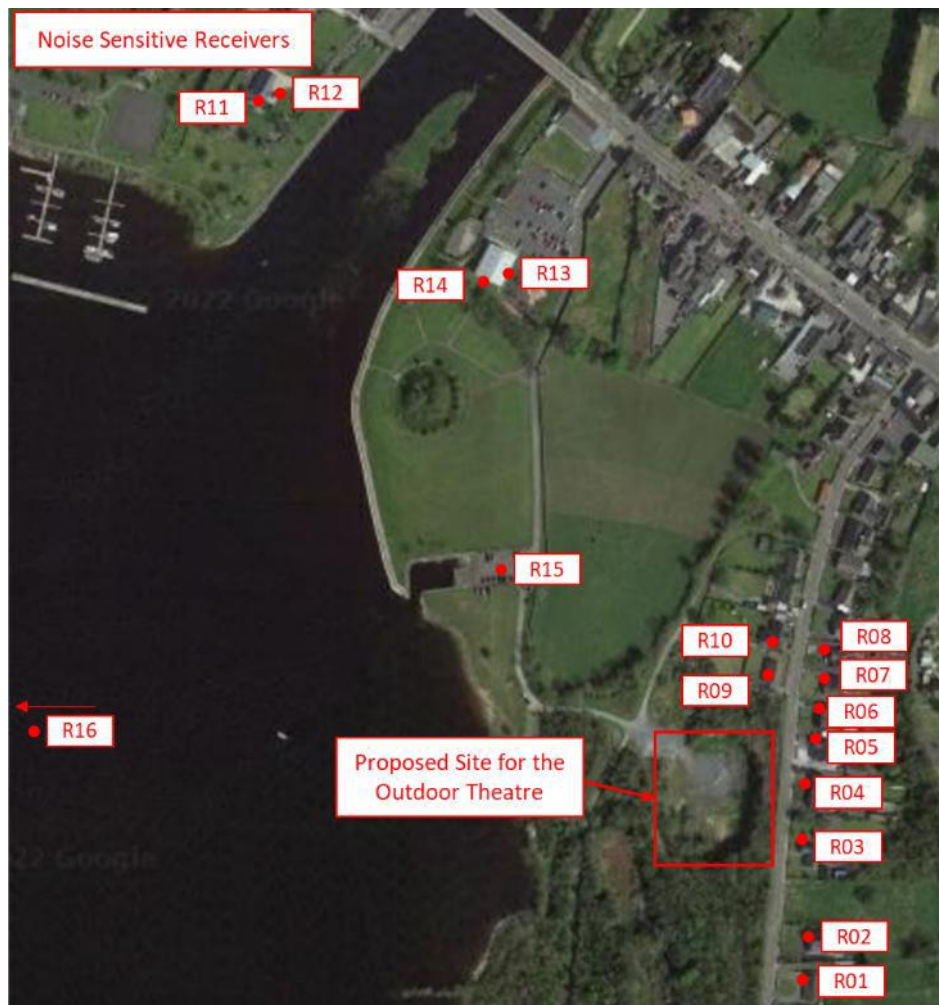 Noise Sensitive Receivers
R11
R12
2022 Google
R14
R13
R15
R10
R08
R09
R07
R16
R06
R05
Proposed Site for the
Outdoor Theatre
R04
R03
22 Google
R02
R01